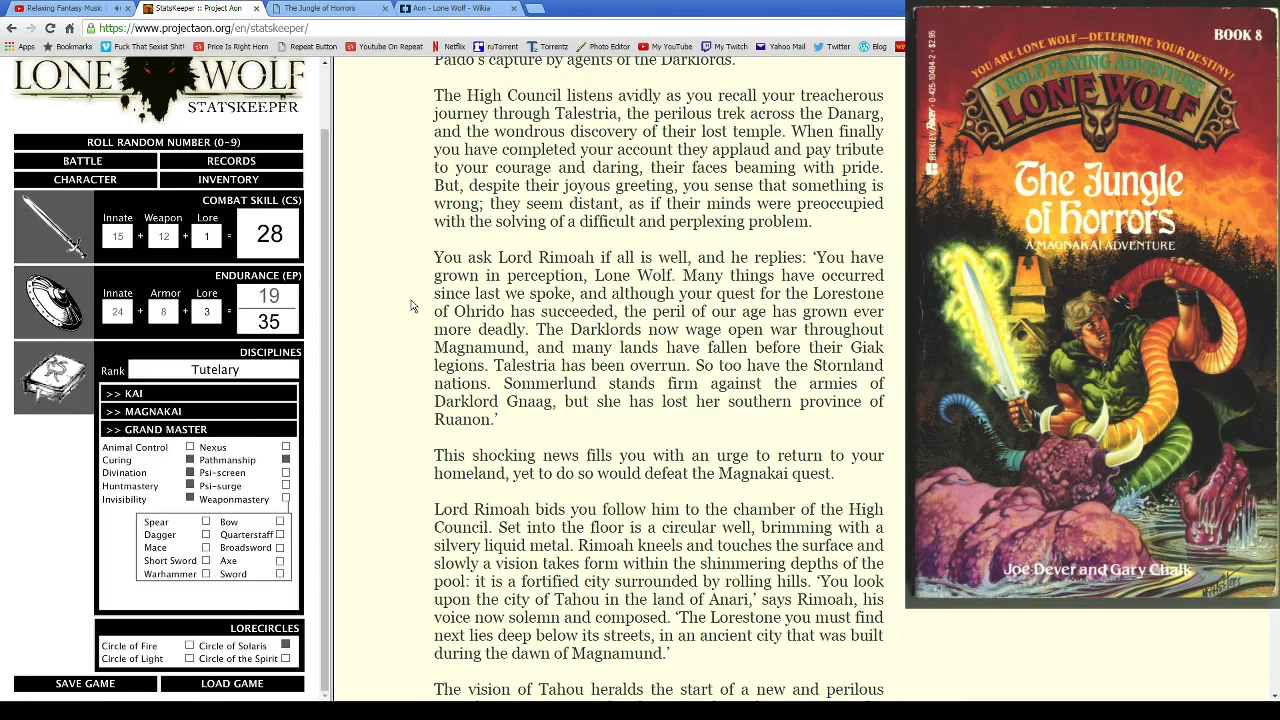 Relaxing Fantasy Music
StatsKeeper :: Project Aon
The Jungle of Horrors
Aon - Lone Wolf - Wikia
https://www.projectaon.org/en/statskeeper/
Apps
Bookmarks
Fuck That Sexist Shit!
Price Is Right Horn
Repeat Button
Youtube On Repeat
Netflix
ruTorrent
Torrentz
Photo Editor
My YouTube
My Twitch
Yahoo Mail
Twitter
Blog
LONE WOLF
STATSKEEPER
ROLL RANDOM NUMBER (0-9)
BATTLE RECORDS
CHARACTER INVENTORY
COMBAT SKILL (CS)
Innate Weapon Lore
15 + 12 + 1 = 28
ENDURANCE (EP)
Innate Armor Lore 19
24 + 8 + 3 = 35
DISCIPLINES
Rank Tutelary
>> KAI
>> MAGNAKAI
>> GRAND MASTER
Animal Control Nexus
Curing Pathmanship
Divination Psi-screen
Huntmastery Psi-surge
Invisibility Weaponmastery
Spear Bow
Dagger Quarterstaff
Mace Broadsword
Short Sword Axe
Warhammer Sword
LORECIRCLES
Circle of Fire Circle of Solaris
Circle of Light Circle of the Spirit
SAVE GAME LOAD GAME
Paido's capture by agents of the Darklords.
The High Council listens avidly as you recall your treacherous
journey through Talestria, the perilous trek across the Danarg,
and the wondrous discovery of their lost temple. When finally
you have completed your account they applaud and pay tribute
to your courage and daring, their faces beaming with pride.
But, despite their joyous greeting, you sense that something is
wrong; they seem distant, as if their minds were preoccupied
with the solving of a difficult and perplexing problem.
You ask Lord Rimoah if all is well, and he replies: ‘You have
grown in perception, Lone Wolf. Many things have occurred
since last we spoke, and although your quest for the Lorestone
of Ohrido has succeeded, the peril of our age has grown ever
more deadly. The Darklords now wage open war throughout
Magnamund, and many lands have fallen before their Giak
legions. Talestria has been overrun. So too have the Stornland
nations. Sommerlund stands firm against the armies of
Darklord Gnaag, but she has lost her southern province of
Ruanon.’
This shocking news fills you with an urge to return to your
homeland, yet to do so would defeat the Magnakai quest.
Lord Rimoah bids you follow him to the chamber of the High
Council. Set into the floor is a circular well, brimming with a
silvery liquid metal. Rimoah kneels and touches the surface and
slowly a vision takes form within the shimmering depths of the
pool: it is a fortified city surrounded by rolling hills. ‘You look
upon the city of Tahou in the land of Anari,’ says Rimoah, his
voice now solemn and composed. ‘The Lorestone you must find
next lies deep below its streets, in an ancient city that was built
during the dawn of Magnamund.’
The vision of Tahou heralds the start of a new and perilous
BOOK 8
YOU ARE LONE WOLF—DETERMINE YOUR DESTINY!
A ROLE PLAYING ADVENTURE
LONE WOLF
BERKLEY/Pacer • 0-425-10484-2 • $2.95
The Jungle
of Horrors
A MAGNAKAI ADVENTURE
Joe Dever and Gary Chalk